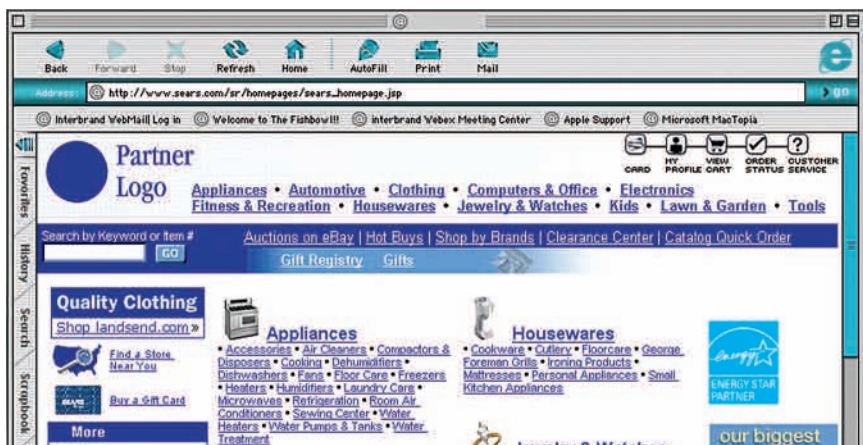 Back Forward Stop Refresh Home AutoFill Print Mail
Address: http://www.sears.com/sr/homepages/sears_homepage.jsp go
Interbrand WebMail| Log in Welcome to The Fishbowl!!! interbrand Webex Meeting Center Apple Support Microsoft MacTopia
Favorites
History
Search
Scrapbook
Partner
Logo
CARD MY PROFILE VIEW CART ORDER STATUS CUSTOMER SERVICE
Appliances • Automotive • Clothing • Computers & Office • Electronics
Fitness & Recreation • Housewares • Jewelry & Watches • Kids • Lawn & Garden • Tools
Search by Keyword or Item #
GO
Auctions on eBay | Hot Buys | Shop by Brands | Clearance Center | Catalog Quick Order
Gift Registry Gifts
Quality Clothing
Shop landsend.com »
Find a Store
Near You
SEARS
Buy a Gift Card
More
Appliances
• Accessories • Air Cleaners • Compactors &
Disposers • Cooking • Dehumidifiers •
Dishwashers • Fans • Floor Care • Freezers
• Heaters • Humidifiers • Laundry Care •
Microwaves • Refrigeration • Room Air
Conditioners • Sewing Center • Water
Heaters • Water Pumps & Tanks • Water
Treatment
Housewares
• Cookware • Cutlery • Floorcare • George
Foreman Grills • Ironing Products •
Mattresses • Personal Appliances • Small
Kitchen Appliances
Jewelry & Watches
energy
ENERGY STAR
PARTNER
our biggest